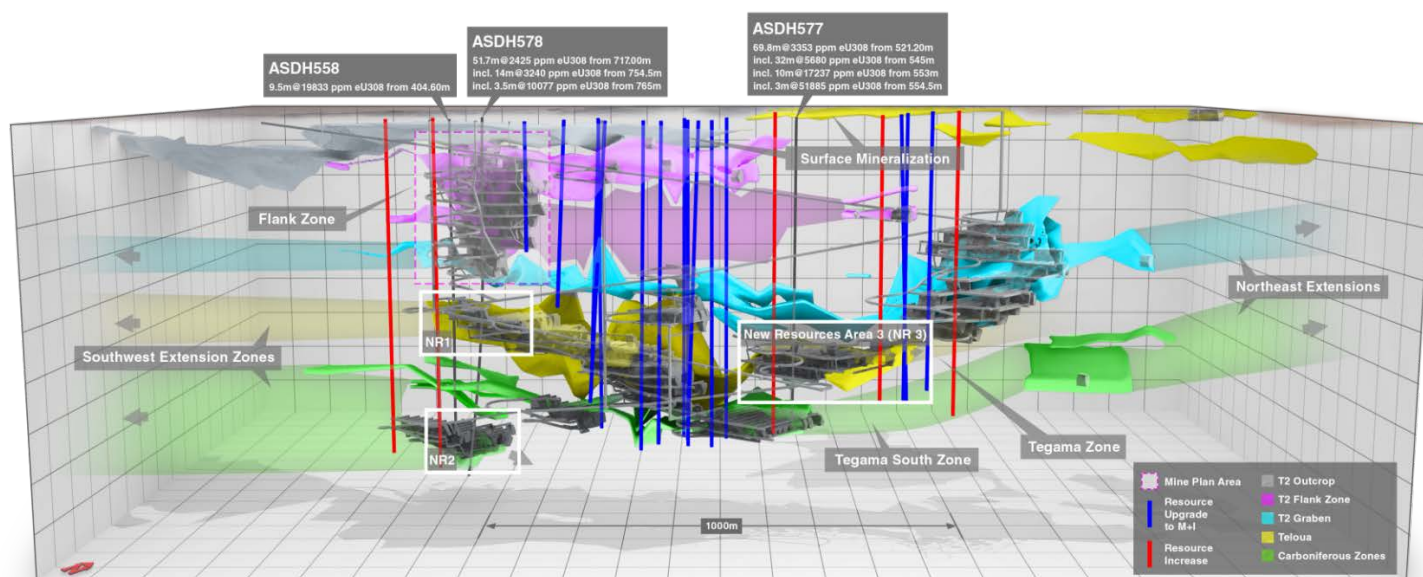 ASDH577
69.8m@3353 ppm eU308 from 521.20m
incl. 32m@5680 ppm eU308 from 545m
incl. 10m@17237 ppm eU308 from 553m
incl. 3m@51885 ppm eU308 from 554.5m
ASDH578
51.7m@2425 ppm eU308 from 717.00m
incl. 14m@3240 ppm eU308 from 754.5m
incl. 3.5m@10077 ppm eU308 from 765m
ASDH558
9.5m@19833 ppm eU308 from 404.60m
Surface Mineralization
Flank Zone
Northeast Extensions
NR1
New Resources Area 3 (NR 3)
Southwest Extension Zones
Tegama Zone
NR2
Tegama South Zone
1000m
Mine Plan Area
Resource
Upgrade
to M+I
Resource
Increase
T2 Outcrop
T2 Flank Zone
T2 Graben
Teloua
Carboniferous Zones